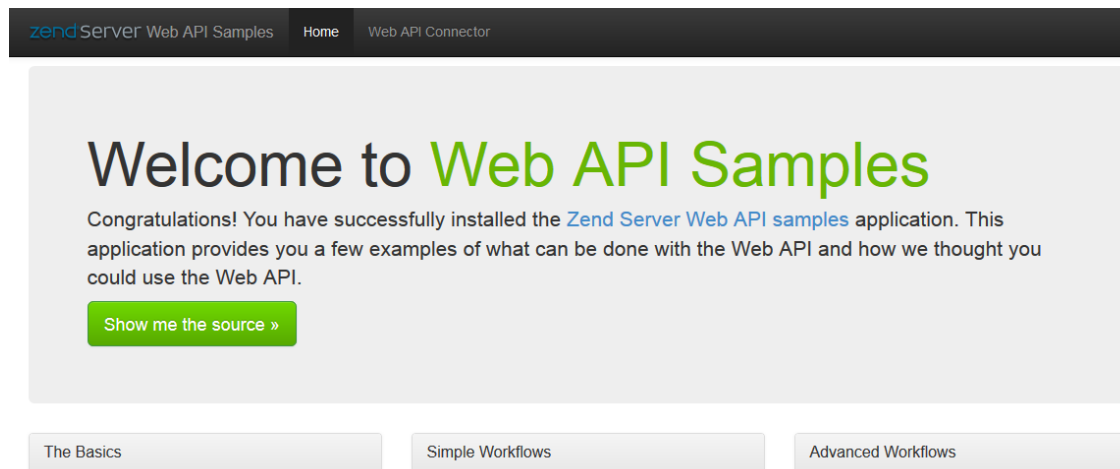 zend server Web API Samples Home Web API Connector
Welcome to Web API Samples
Congratulations! You have successfully installed the Zend Server Web API samples application. This
application provides you a few examples of what can be done with the Web API and how we thought you
could use the Web API.
Show me the source »
The Basics Simple Workflows Advanced Workflows